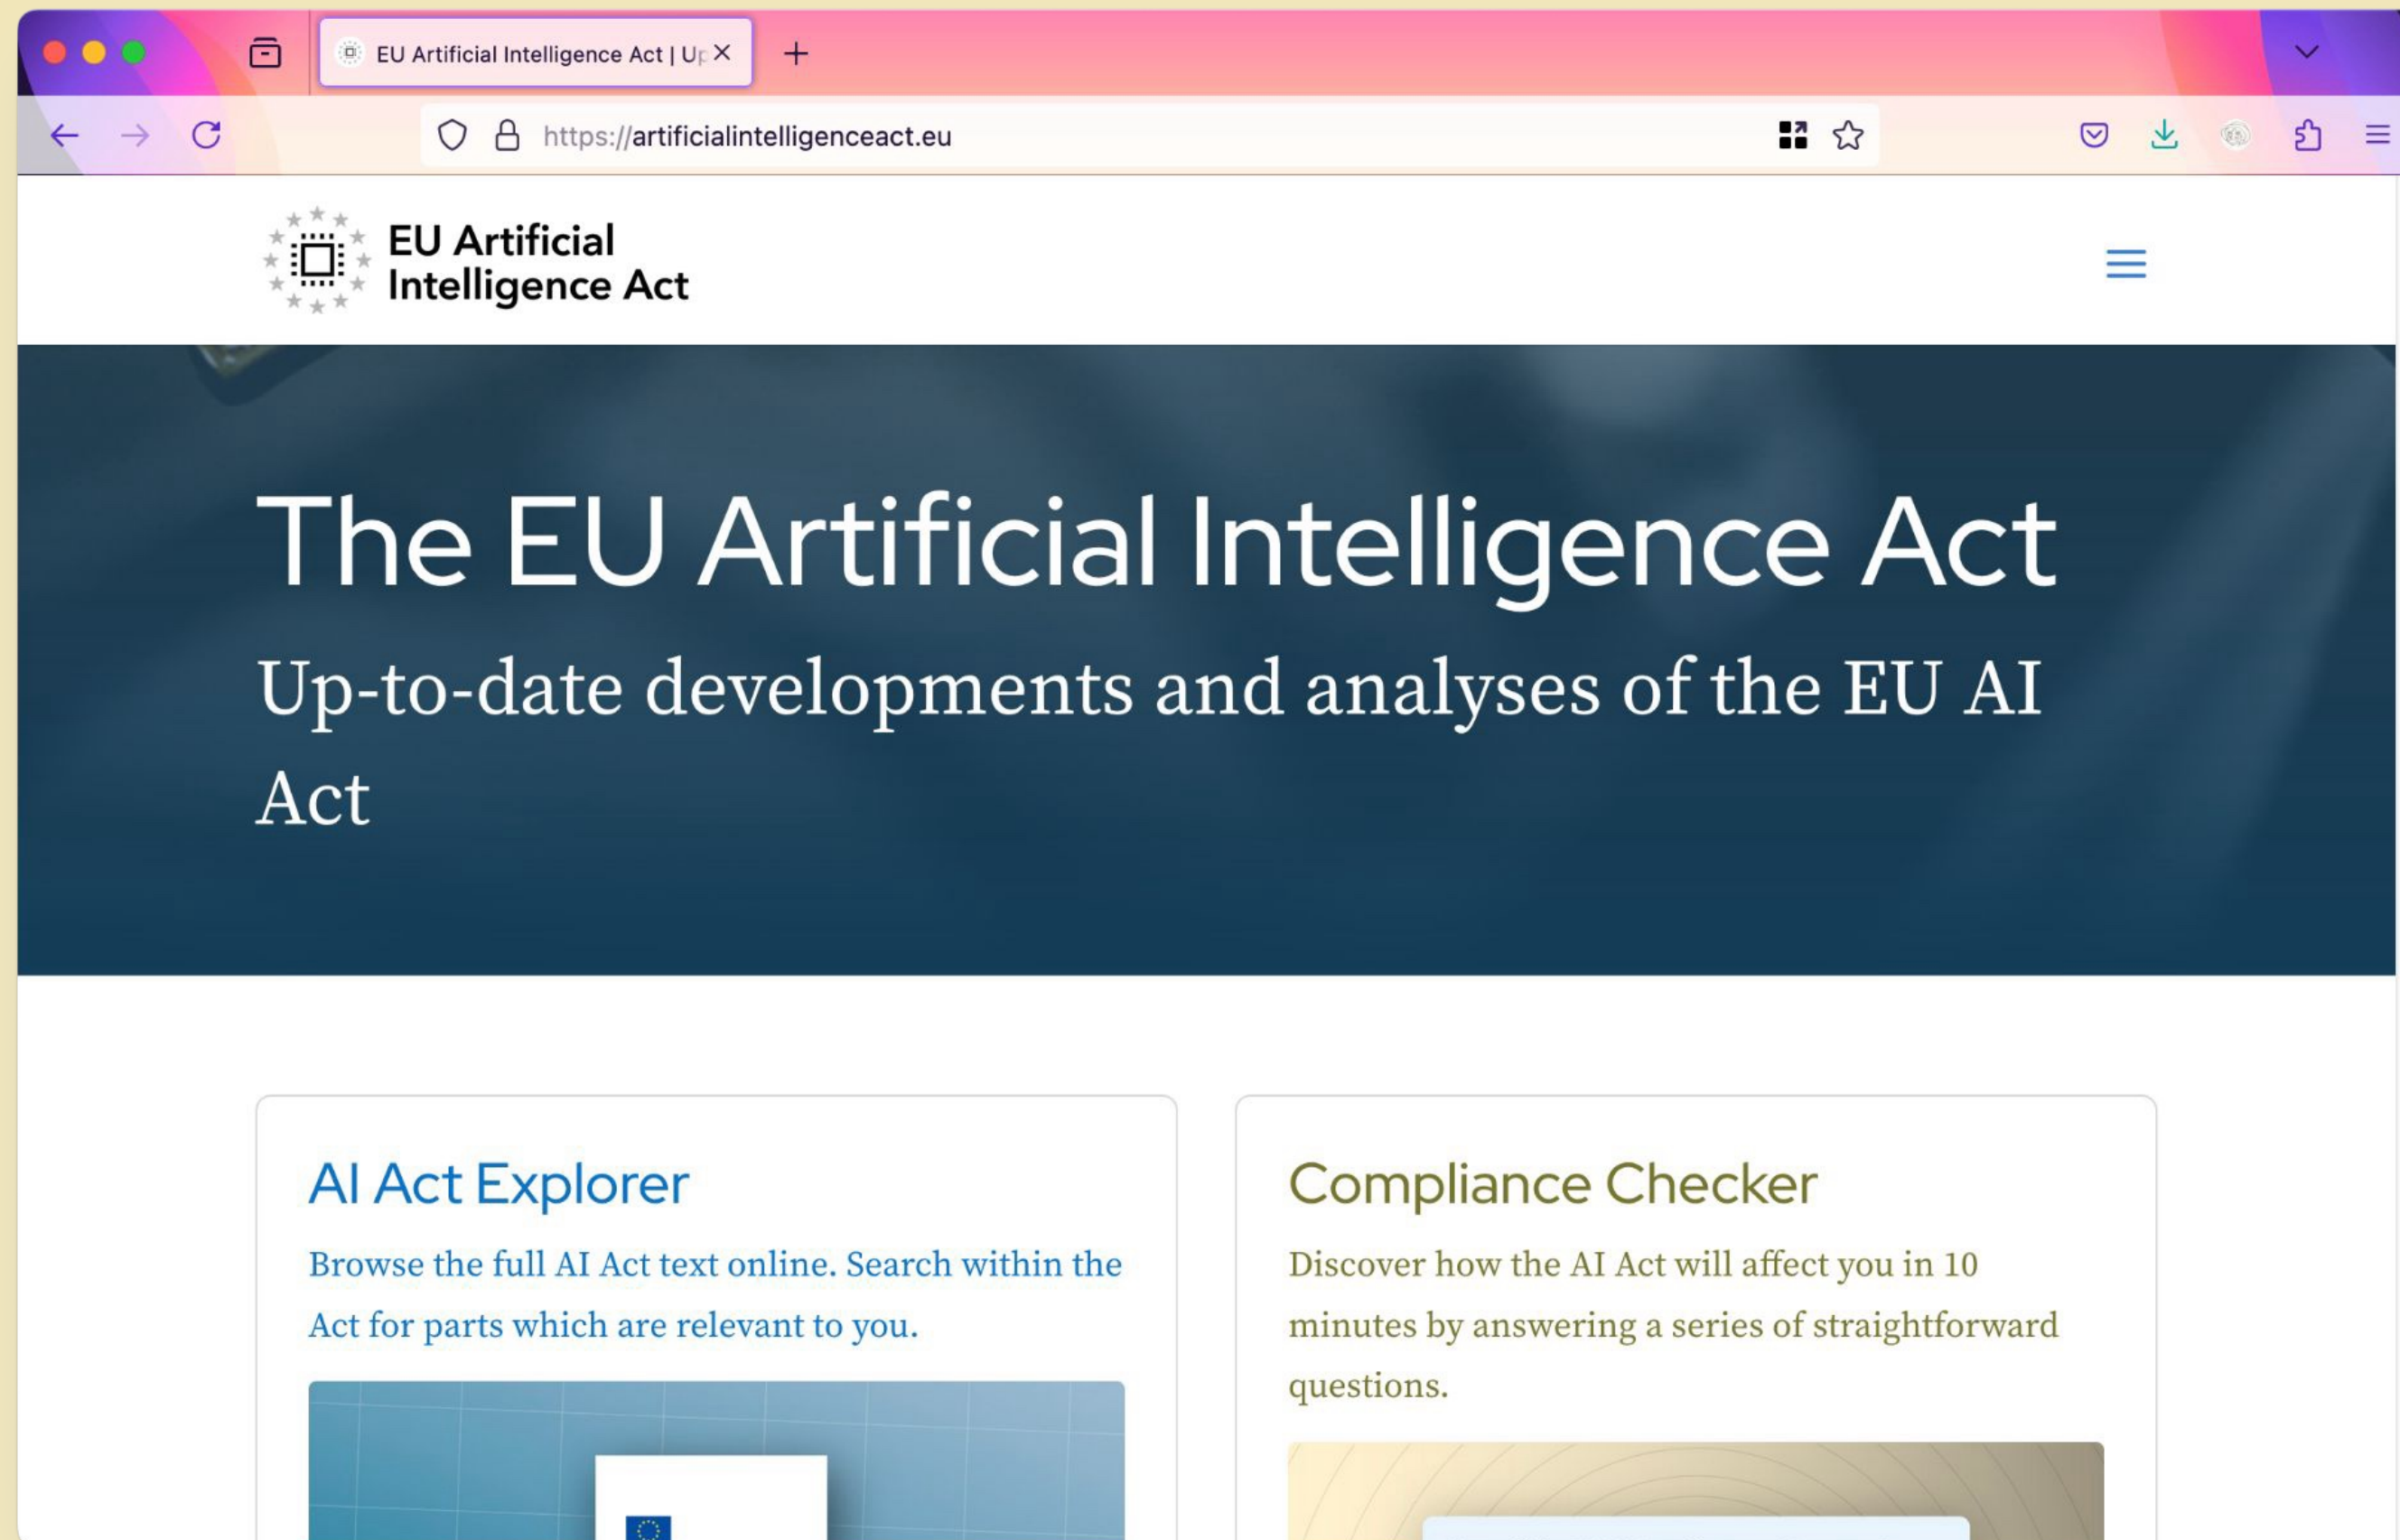 EU Artificial Intelligence Act | Up
https://artificialintelligenceact.eu
EU Artificial
Intelligence Act
The EU Artificial Intelligence Act
Up-to-date developments and analyses of the EU AI
Act
AI Act Explorer
Browse the full AI Act text online. Search within the
Act for parts which are relevant to you.
Compliance Checker
Discover how the AI Act will affect you in 10
minutes by answering a series of straightforward
questions.